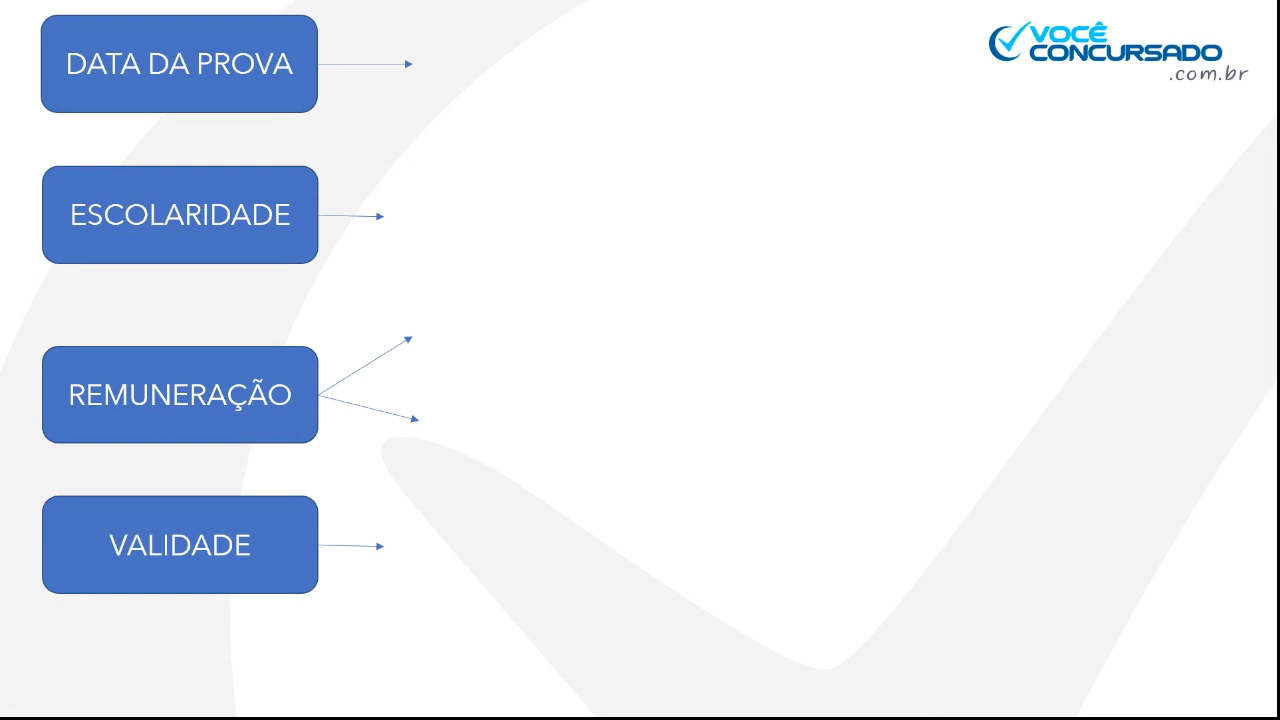 DATA DA PROVA
VOCÊ
CONCURSADO
.com.br
ESCOLARIDADE
REMUNERAÇÃO
VALIDADE